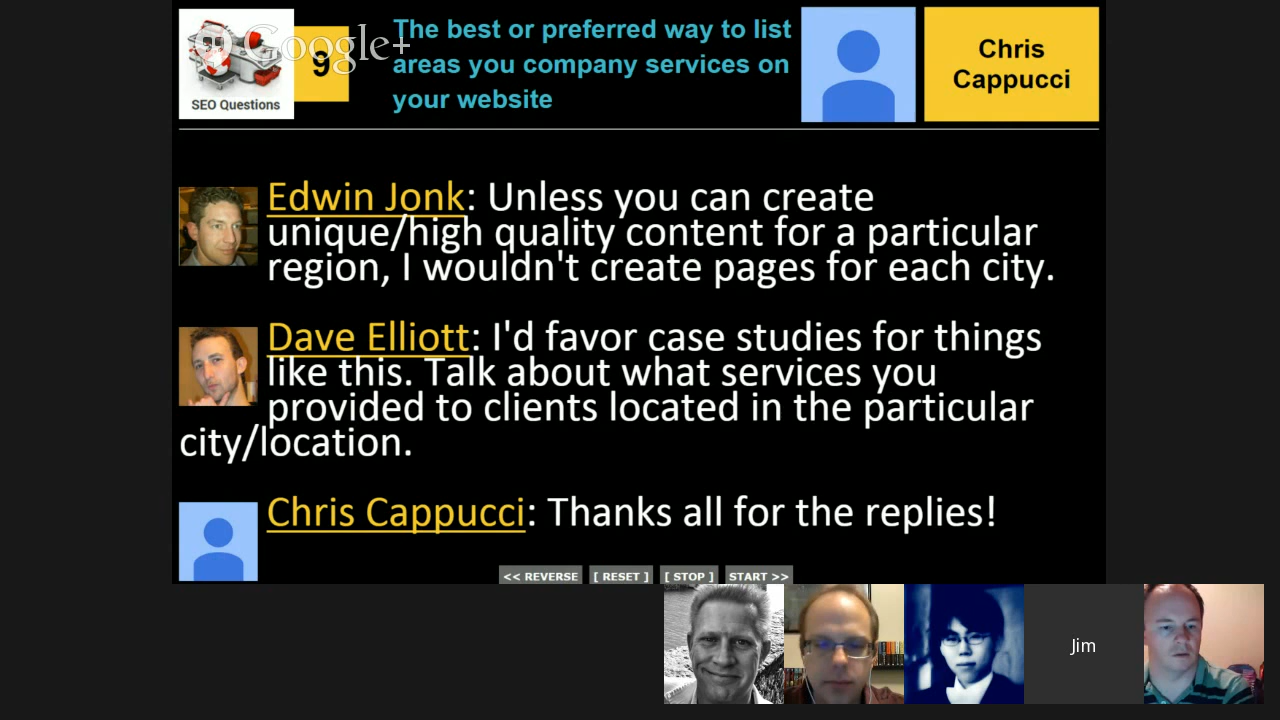 Google+
SEO Questions
9
The best or preferred way to list
areas you company services on
your website
Chris
Cappucci
Edwin Jonk: Unless you can create
unique/high quality content for a particular
region, I wouldn't create pages for each city.
Dave Elliott: I'd favor case studies for things
like this. Talk about what services you
provided to clients located in the particular
city/location.
Chris Cappucci: Thanks all for the replies!
<< REVERSE [ RESET ] [ STOP ] START >>
Jim